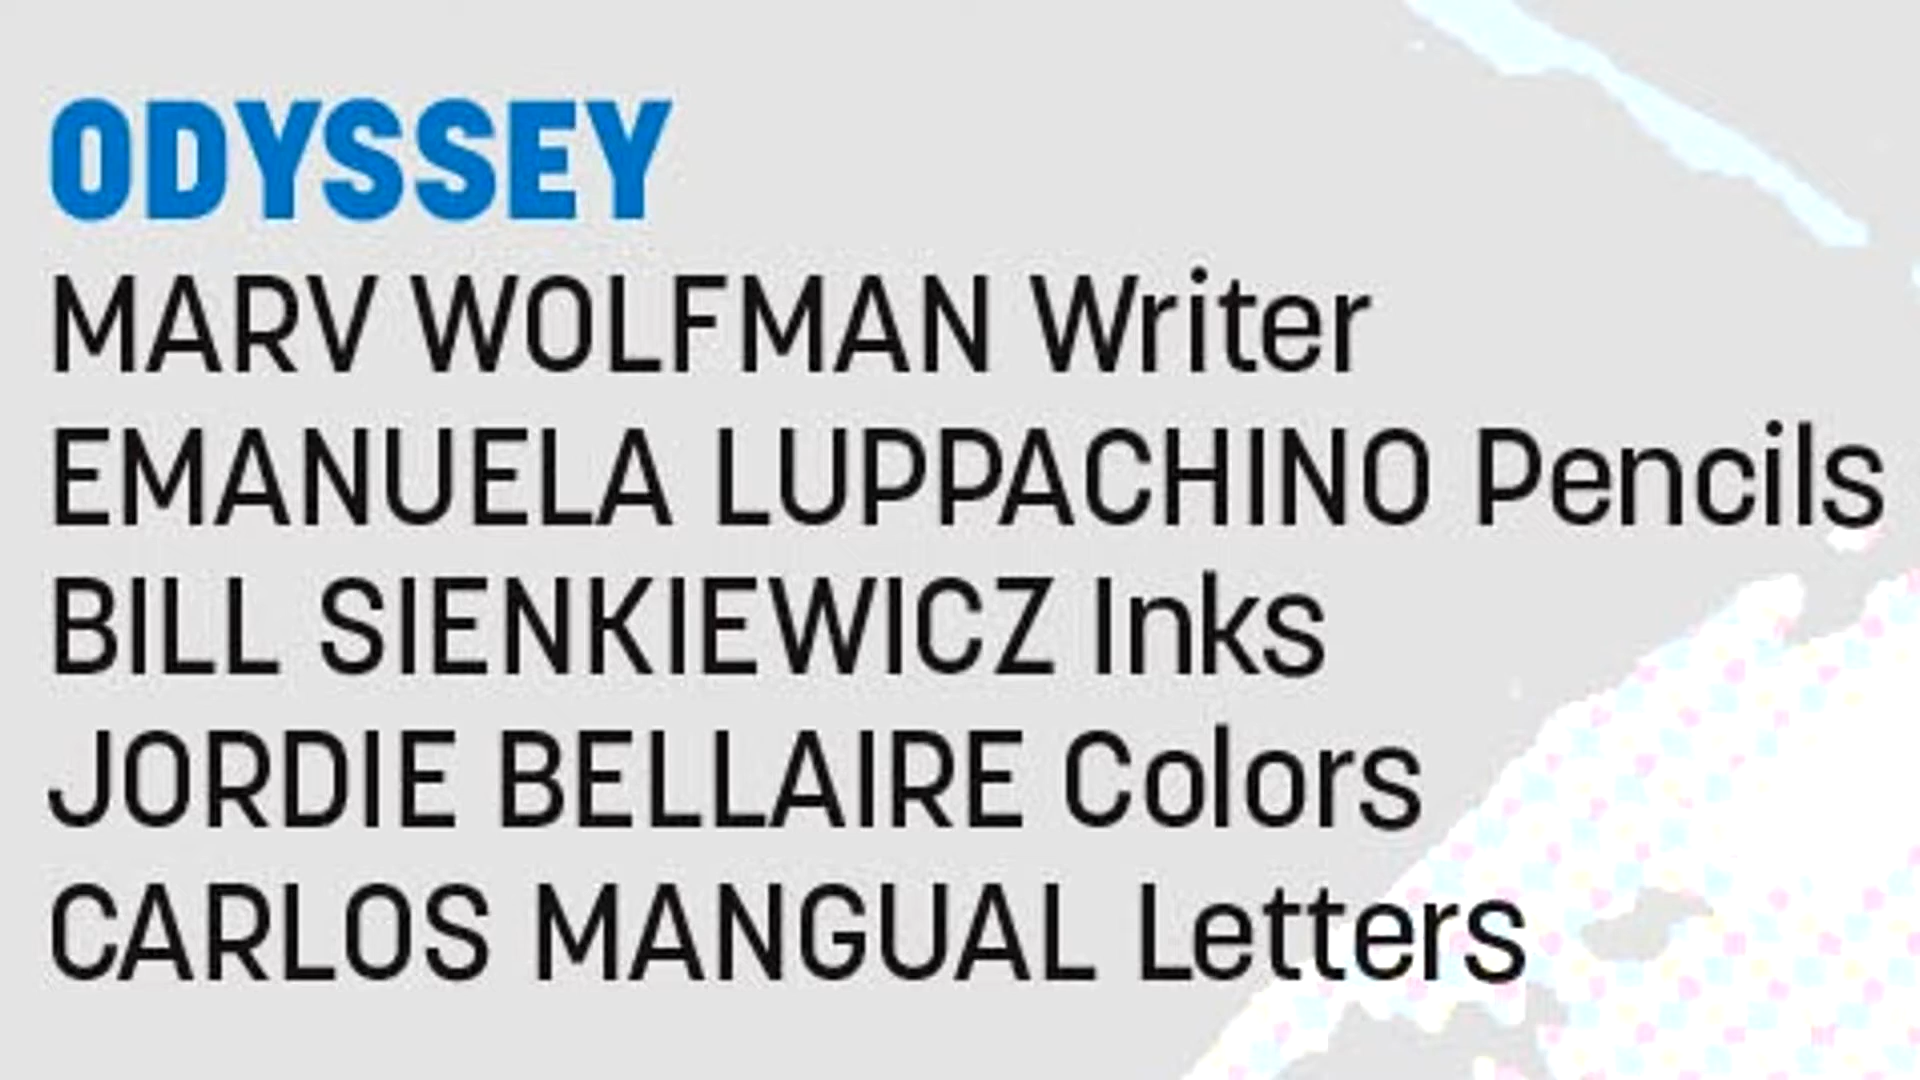 ODYSSEY
MARV WOLFMAN Writer
EMANUELA LUPPACHINO Pencils
BILL SIENKIEWICZ Inks
JORDIE BELLAIRE Colors
CARLOS MANGUAL Letters